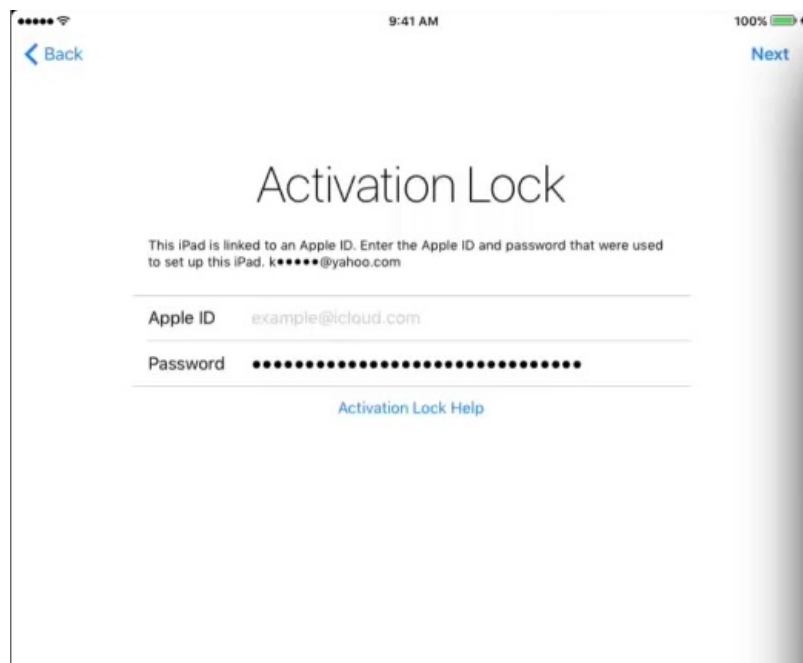 9:41 AM
100%
Back
Next
Activation Lock
This iPad is linked to an Apple ID. Enter the Apple ID and password that were used
to set up this iPad. k●●●●●@yahoo.com
Apple ID example@icloud.com
Password ●●●●●●●●●●●●●●●●●●●●●●●●●●●●●●●
Activation Lock Help